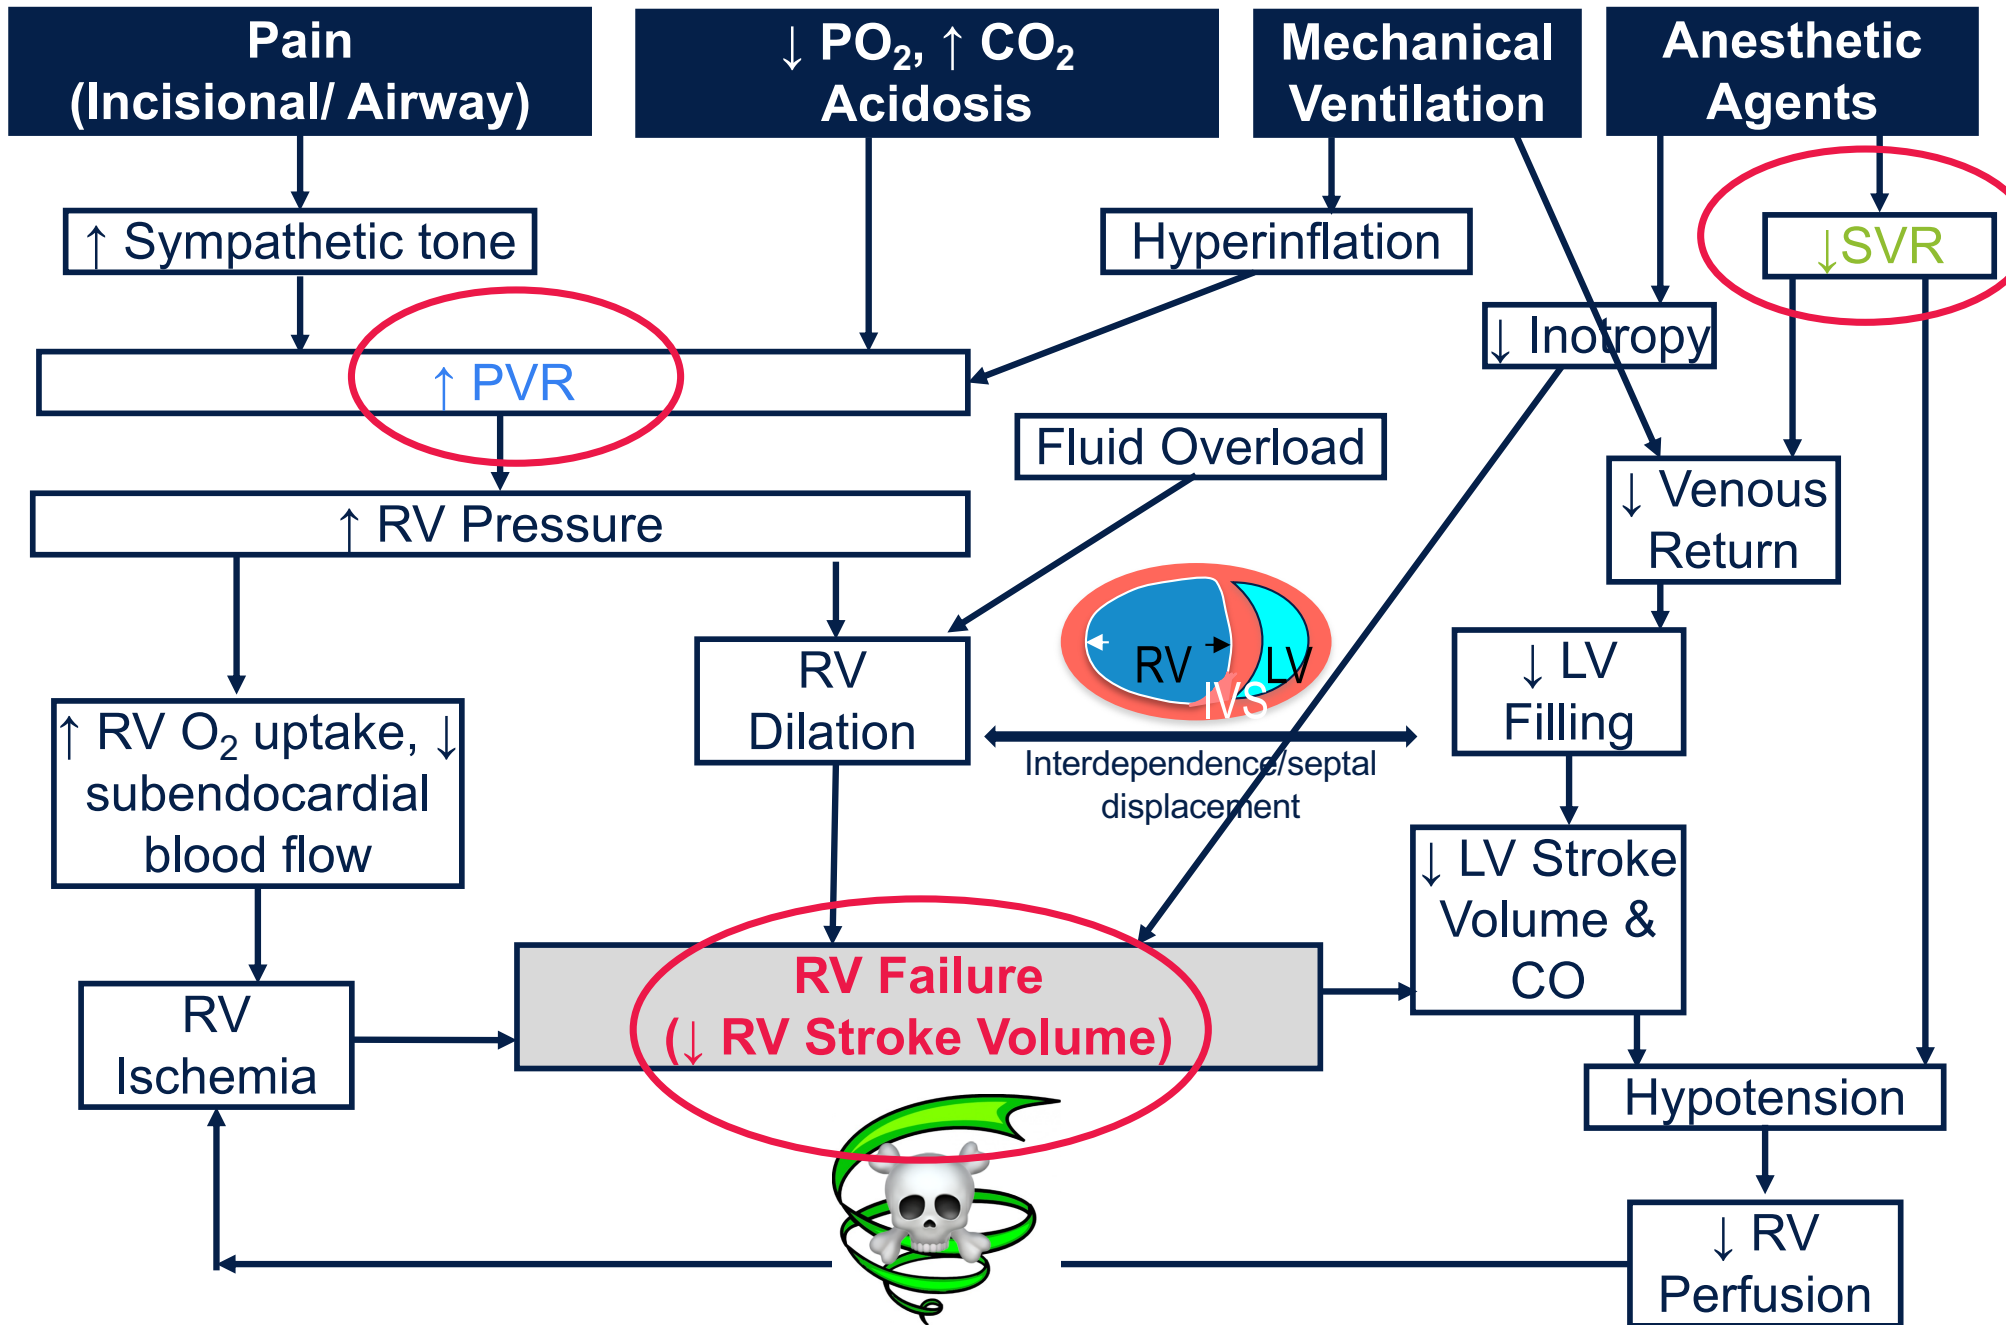 Pain
(Incisional/ Airway)
↓ PO₂, ↑ CO₂
Acidosis
Mechanical
Ventilation
Anesthetic
Agents
↑ Sympathetic tone
Hyperinflation
↓SVR
↓ Inotropy
↑ PVR
Fluid Overload
↓ Venous
Return
↑ RV Pressure
RV
Dilation
RV
LV
IVS
Interdependence/septal
displacement
↓ LV
Filling
↑ RV O₂ uptake, ↓
subendocardial
blood flow
↓ LV Stroke
Volume &
CO
RV
Ischemia
RV Failure
(↓ RV Stroke Volume)
Hypotension
↓ RV
Perfusion